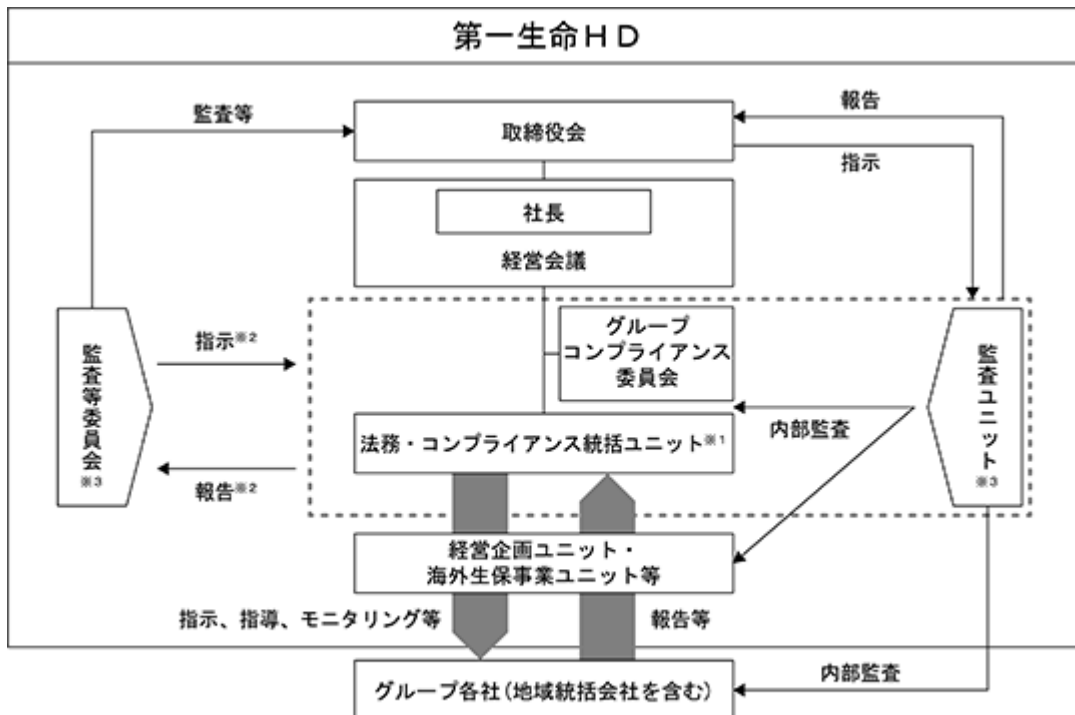 第一生命ＨＤ
監査等
報告
取締役会
指示
社長
経営会議
グループ
コンプライアンス
委員会
指示※2
監査等委員会※3
監査ユニット※3
内部監査
法務・コンプライアンス統括ユニット※1
報告※2
経営企画ユニット・
海外生保事業ユニット等
指示、指導、モニタリング等
報告等
内部監査
グループ各社（地域統括会社を含む）